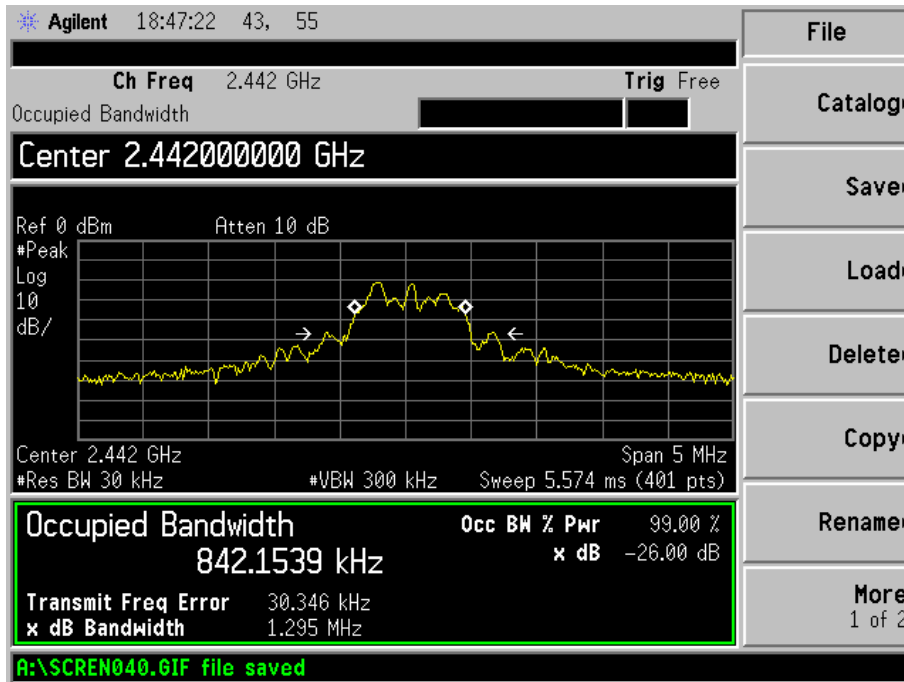 Agilent 18:47:22 43, 55
File
Ch Freq 2.442 GHz Trig Free
Occupied Bandwidth
Catalog
Center 2.442000000 GHz
Save
Ref 0 dBm Atten 10 dB
#Peak
Log
10
dB/
Load
Delete
Copy
Center 2.442 GHz Span 5 MHz
#Res BW 30 kHz #VBW 300 kHz Sweep 5.574 ms (401 pts)
Occupied Bandwidth
842.1539 kHz
Occ BW % Pwr 99.00 %
x dB -26.00 dB
Rename
Transmit Freq Error 30.346 kHz
x dB Bandwidth 1.295 MHz
More
1 of 2
A:\SCREN040.GIF file saved